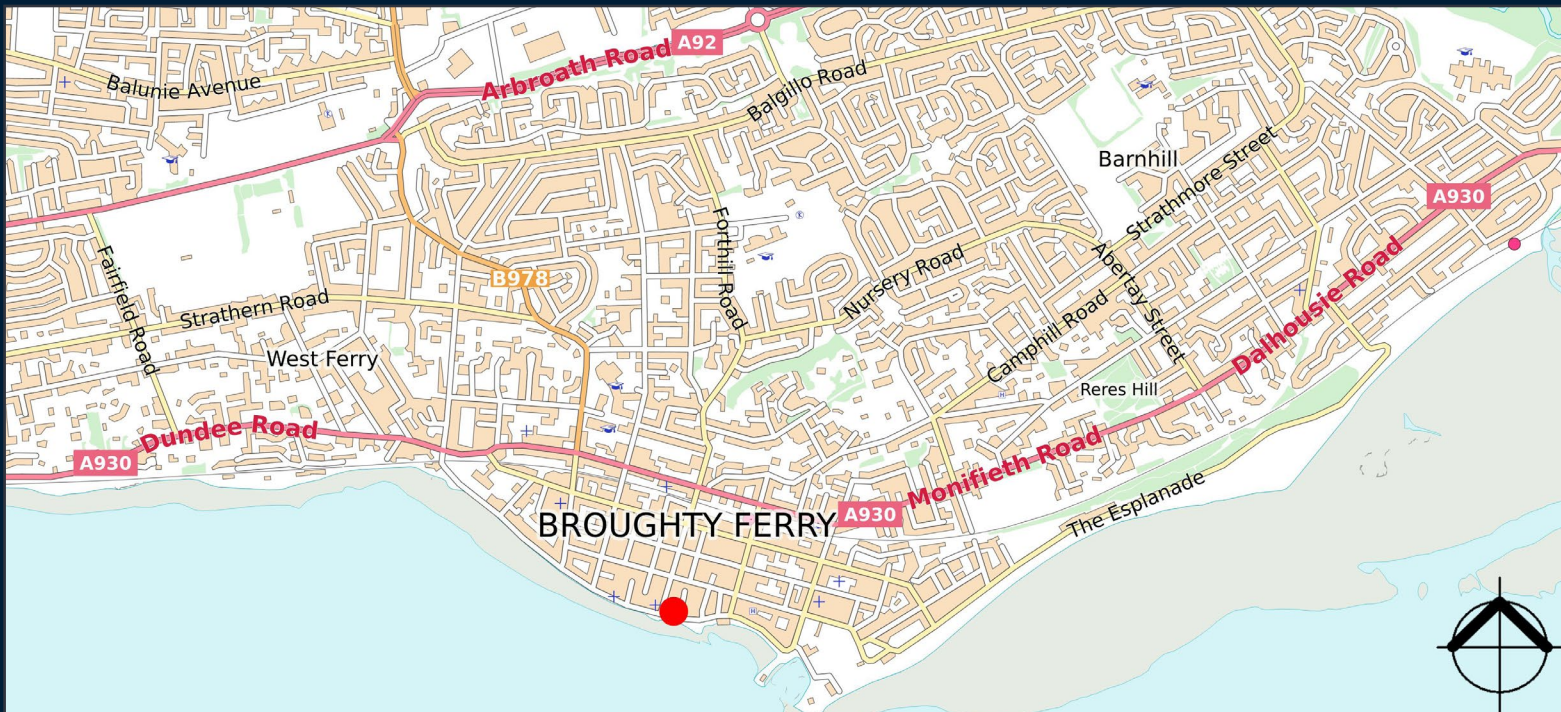 A92
Arbroath Road
Balunie Avenue
Balgillo Road
Barnhill
Strathmore Street
A930
Forthill Road
Fairfield Road
B978
Nursery Road
Abertay Street
Strathern Road
Camphill Road
Dalhousie Road
West Ferry
Reres Hill
Dundee Road
A930
Monifieth Road
A930
BROUGHTY FERRY
The Esplanade